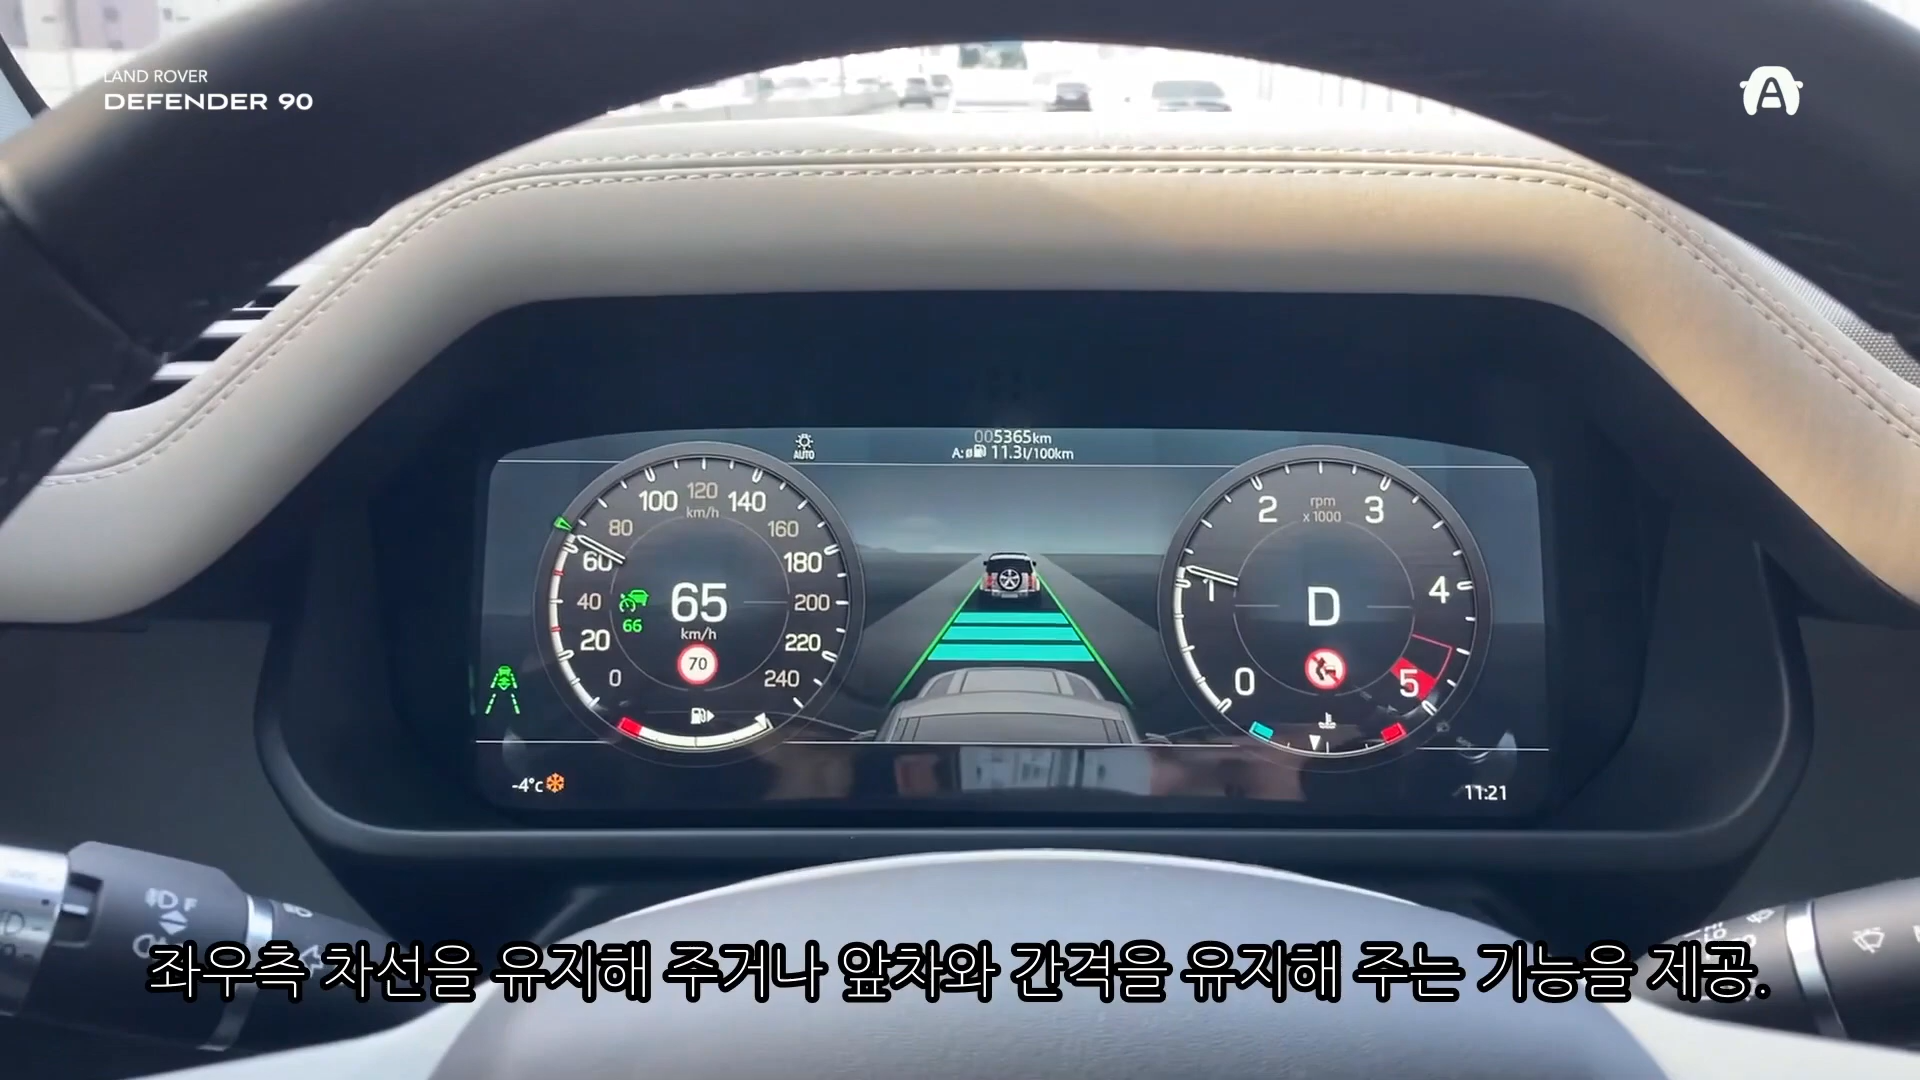 LAND ROVER
DEFENDER 90
A
AUTO
005365km
A:ø 11.3l/100km
100 120 140
km/h
80 160
60 180
40 200
20 220
0 240
66
65
km/h
70
rpm
x 1000
2 3
1 4
0 5
D
-4°c
11:21
좌우측 차선을 유지해 주거나 앞차와 간격을 유지해 주는 기능을 제공.